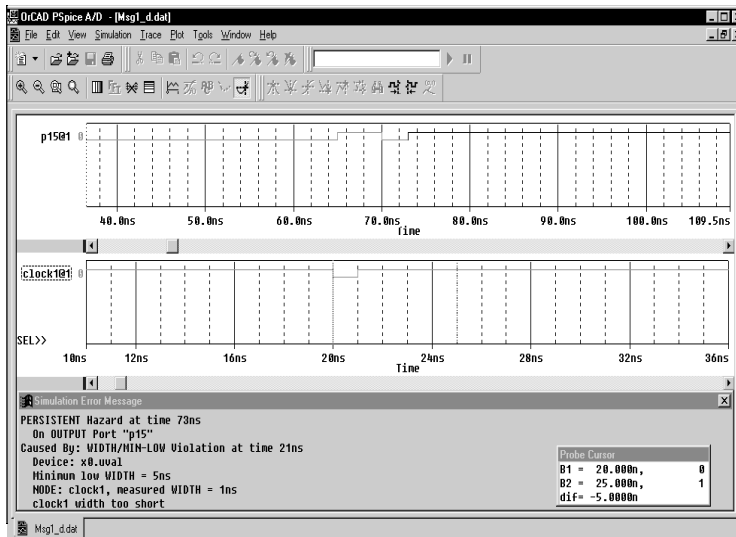 OrCAD PSpice A/D - [Msg1_d.dat]
File Edit View Simulation Trace Plot Tools Window Help
p15@1 0
40.0ns 50.0ns 60.0ns 70.0ns 80.0ns 90.0ns 100.0ns 109.5ns
Time
clock1@1 0
SEL>>
10ns 12ns 16ns 20ns 24ns 28ns 32ns 36ns
Time
Simulation Error Message
PERSISTENT Hazard at time 73ns
On OUTPUT Port "p15"
Caused By: WIDTH/MIN-LOW Violation at time 21ns
Device: x0.uval
Minimum low WIDTH = 5ns
NODE: clock1, measured WIDTH = 1ns
clock1 width too short
Probe Cursor
B1 = 20.000n, 0
B2 = 25.000n, 1
dif= -5.0000n
Msg1_d.dat